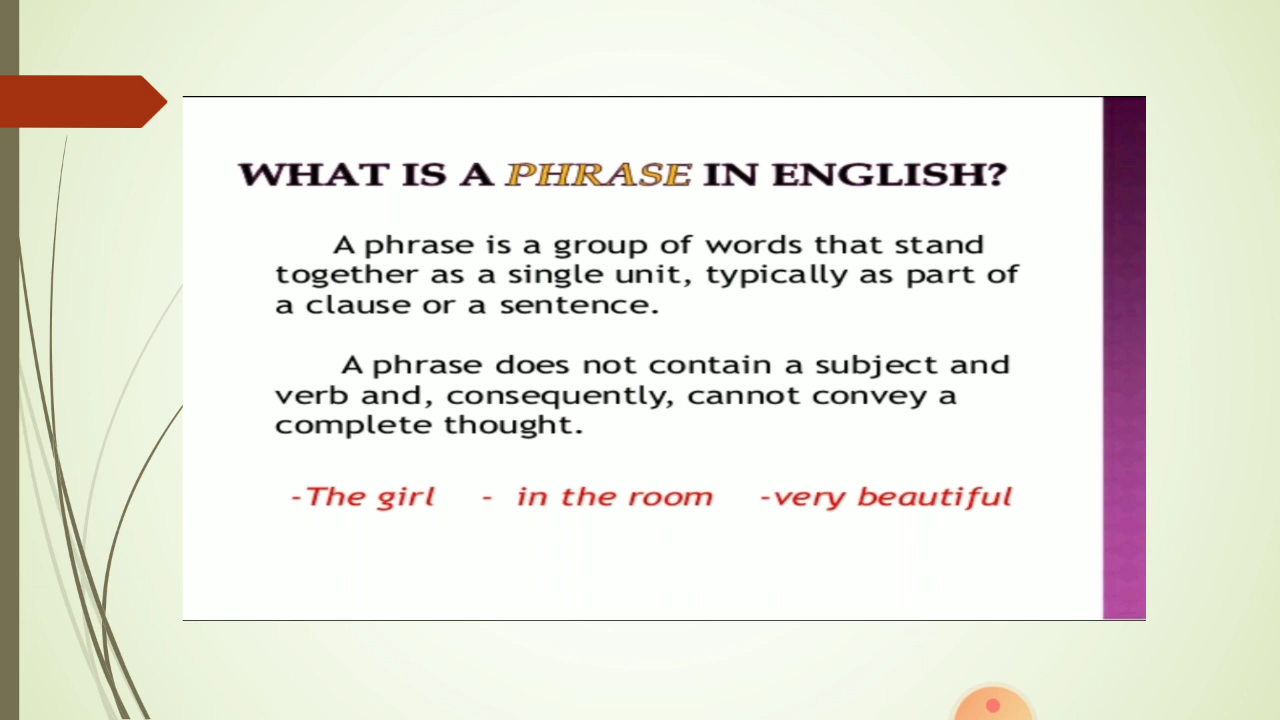 WHAT IS A PHRASE IN ENGLISH?
A phrase is a group of words that stand
together as a single unit, typically as part of
a clause or a sentence.
A phrase does not contain a subject and
verb and, consequently, cannot convey a
complete thought.
-The girl - in the room -very beautiful